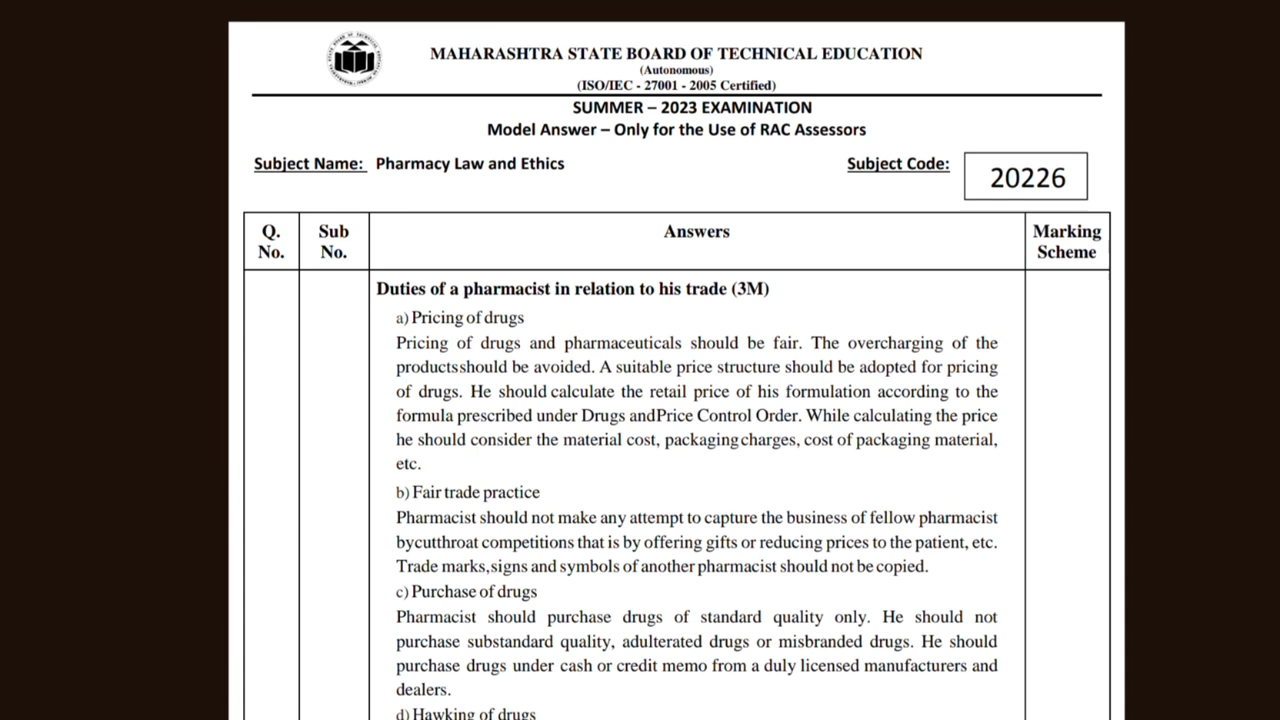 MAHARASHTRA STATE BOARD OF TECHNICAL EDUCATION
(Autonomous)
(ISO/IEC - 27001 - 2005 Certified)
SUMMER – 2023 EXAMINATION
Model Answer – Only for the Use of RAC Assessors
Subject Name: Pharmacy Law and Ethics
Subject Code:
20226
Q. No.
Sub No.
Answers
Marking Scheme
Duties of a pharmacist in relation to his trade (3M)
a) Pricing of drugs
Pricing of drugs and pharmaceuticals should be fair. The overcharging of the
productsshould be avoided. A suitable price structure should be adopted for pricing
of drugs. He should calculate the retail price of his formulation according to the
formula prescribed under Drugs andPrice Control Order. While calculating the price
he should consider the material cost, packaging charges, cost of packaging material,
etc.
b) Fair trade practice
Pharmacist should not make any attempt to capture the business of fellow pharmacist
bycutthroat competitions that is by offering gifts or reducing prices to the patient, etc.
Trade marks,signs and symbols of another pharmacist should not be copied.
c) Purchase of drugs
Pharmacist should purchase drugs of standard quality only. He should not
purchase substandard quality, adulterated drugs or misbranded drugs. He should
purchase drugs under cash or credit memo from a duly licensed manufacturers and
dealers.
d) Hawking of drugs